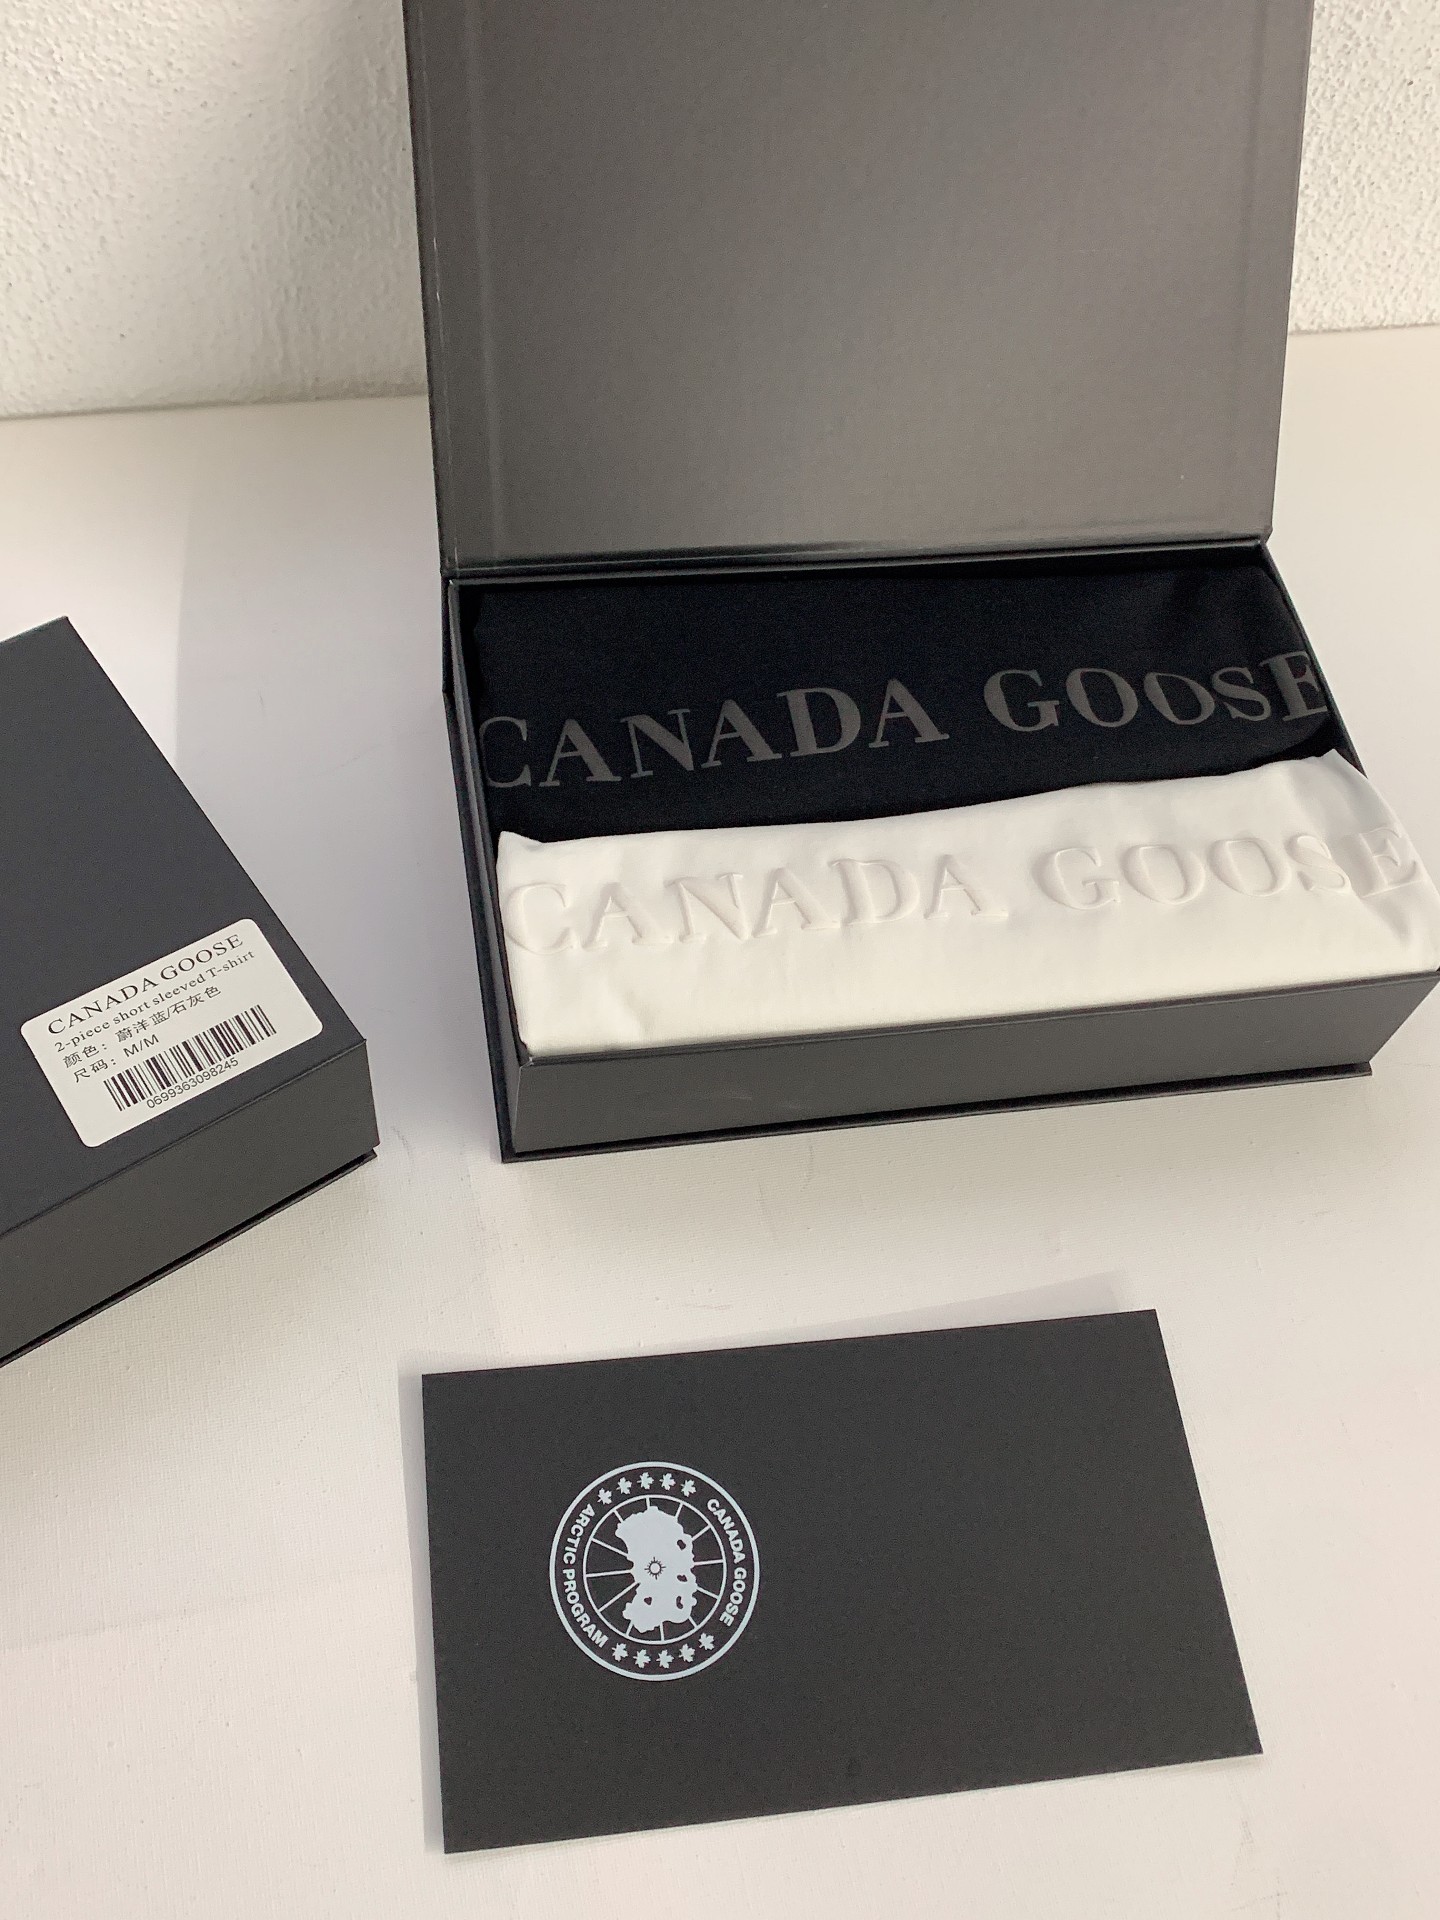 CANADA GOOSE
CANADA GOOSE
CANADA GOOSE
2-piece short sleeved T-shirt
颜色：蔚洋蓝/石灰色
尺码：M/M
0699363098245
CANADA GOOSE
ARCTIC PROGRAM